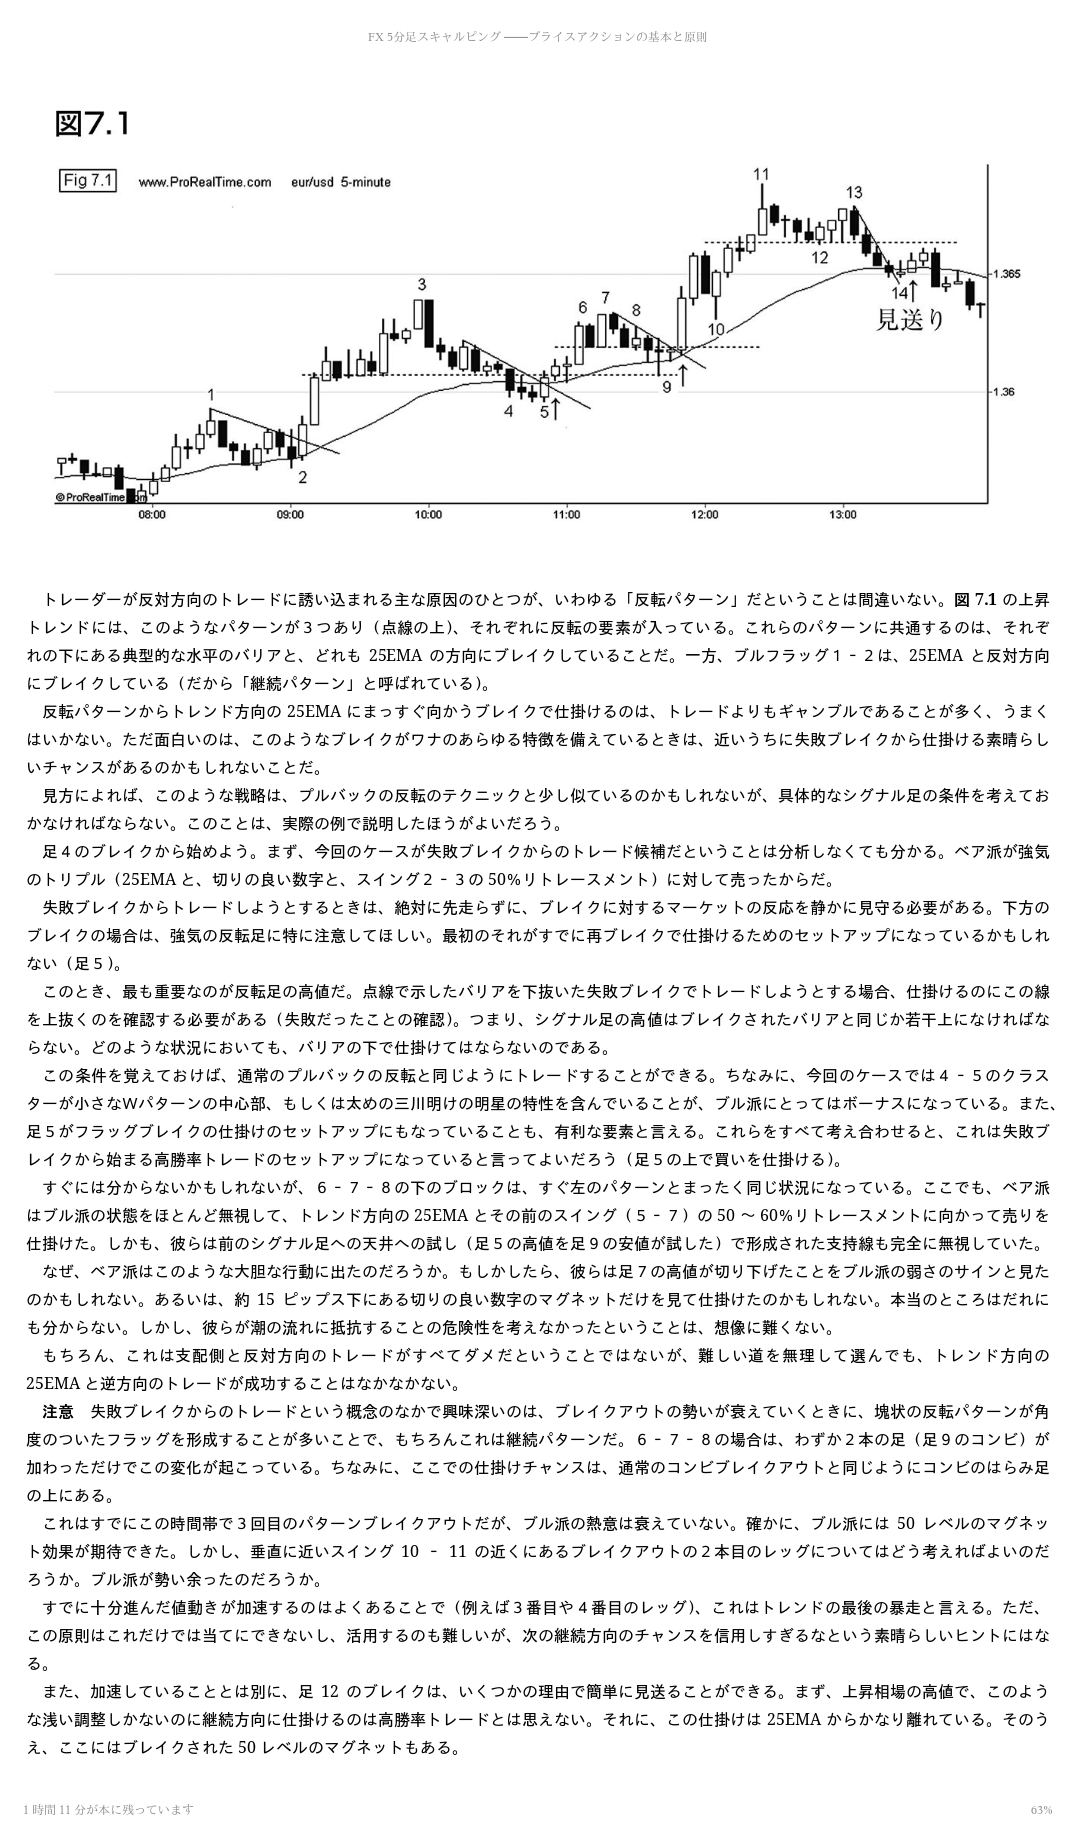 FX 5分足スキャルピング ――プライスアクションの基本と原則
図7.1
Fig 7.1 www.ProRealTime.com eur/usd 5-minute
11
13
12
3
1.365
14
見送り
6 7 8
10
1
9
1.36
4 5
2
©ProRealTime.com
08:00 09:00 10:00 11:00 12:00 13:00
トレーダーが反対方向のトレードに誘い込まれる主な原因のひとつが、いわゆる「反転パターン」だということは間違いない。図 7.1 の上昇
トレンドには、このようなパターンが３つあり（点線の上）、それぞれに反転の要素が入っている。これらのパターンに共通するのは、それぞ
れの下にある典型的な水平のバリアと、どれも 25EMA の方向にブレイクしていることだ。一方、ブルフラッグ１‐２は、25EMA と反対方向
にブレイクしている（だから「継続パターン」と呼ばれている）。
反転パターンからトレンド方向の 25EMA にまっすぐ向かうブレイクで仕掛けるのは、トレードよりもギャンブルであることが多く、うまく
はいかない。ただ面白いのは、このようなブレイクがワナのあらゆる特徴を備えているときは、近いうちに失敗ブレイクから仕掛ける素晴らし
いチャンスがあるのかもしれないことだ。
見方によれば、このような戦略は、プルバックの反転のテクニックと少し似ているのかもしれないが、具体的なシグナル足の条件を考えてお
かなければならない。このことは、実際の例で説明したほうがよいだろう。
足４のブレイクから始めよう。まず、今回のケースが失敗ブレイクからのトレード候補だということは分析しなくても分かる。ベア派が強気
のトリプル（25EMA と、切りの良い数字と、スイング２‐３の 50％リトレースメント）に対して売ったからだ。
失敗ブレイクからトレードしようとするときは、絶対に先走らずに、ブレイクに対するマーケットの反応を静かに見守る必要がある。下方の
ブレイクの場合は、強気の反転足に特に注意してほしい。最初のそれがすでに再ブレイクで仕掛けるためのセットアップになっているかもしれ
ない（足５）。
このとき、最も重要なのが反転足の高値だ。点線で示したバリアを下抜いた失敗ブレイクでトレードしようとする場合、仕掛けるのにこの線
を上抜くのを確認する必要がある（失敗だったことの確認）。つまり、シグナル足の高値はブレイクされたバリアと同じか若干上になければな
らない。どのような状況においても、バリアの下で仕掛けてはならないのである。
この条件を覚えておけば、通常のプルバックの反転と同じようにトレードすることができる。ちなみに、今回のケースでは４‐５のクラス
ターが小さなWパターンの中心部、もしくは太めの三川明けの明星の特性を含んでいることが、ブル派にとってはボーナスになっている。また、
足５がフラッグブレイクの仕掛けのセットアップにもなっていることも、有利な要素と言える。これらをすべて考え合わせると、これは失敗ブ
レイクから始まる高勝率トレードのセットアップになっていると言ってよいだろう（足５の上で買いを仕掛ける）。
すぐには分からないかもしれないが、６‐７‐８の下のブロックは、すぐ左のパターンとまったく同じ状況になっている。ここでも、ベア派
はブル派の状態をほとんど無視して、トレンド方向の 25EMA とその前のスイング（５‐７）の 50 ～ 60％リトレースメントに向かって売りを
仕掛けた。しかも、彼らは前のシグナル足への天井への試し（足５の高値を足９の安値が試した）で形成された支持線も完全に無視していた。
なぜ、ベア派はこのような大胆な行動に出たのだろうか。もしかしたら、彼らは足７の高値が切り下げたことをブル派の弱さのサインと見た
のかもしれない。あるいは、約 15 ピップス下にある切りの良い数字のマグネットだけを見て仕掛けたのかもしれない。本当のところはだれに
も分からない。しかし、彼らが潮の流れに抵抗することの危険性を考えなかったということは、想像に難くない。
もちろん、これは支配側と反対方向のトレードがすべてダメだということではないが、難しい道を無理して選んでも、トレンド方向の
25EMA と逆方向のトレードが成功することはなかなかない。
注意　失敗ブレイクからのトレードという概念のなかで興味深いのは、ブレイクアウトの勢いが衰えていくときに、塊状の反転パターンが角
度のついたフラッグを形成することが多いことで、もちろんこれは継続パターンだ。６‐７‐８の場合は、わずか２本の足（足９のコンビ）が
加わっただけでこの変化が起こっている。ちなみに、ここでの仕掛けチャンスは、通常のコンビブレイクアウトと同じようにコンビのはらみ足
の上にある。
これはすでにこの時間帯で３回目のパターンブレイクアウトだが、ブル派の熱意は衰えていない。確かに、ブル派には 50 レベルのマグネッ
ト効果が期待できた。しかし、垂直に近いスイング 10 ‐ 11 の近くにあるブレイクアウトの２本目のレッグについてはどう考えればよいのだ
ろうか。ブル派が勢い余ったのだろうか。
すでに十分進んだ値動きが加速するのはよくあることで（例えば３番目や４番目のレッグ）、これはトレンドの最後の暴走と言える。ただ、
この原則はこれだけでは当てにできないし、活用するのも難しいが、次の継続方向のチャンスを信用しすぎるなという素晴らしいヒントにはな
る。
また、加速していることとは別に、足 12 のブレイクは、いくつかの理由で簡単に見送ることができる。まず、上昇相場の高値で、このよう
な浅い調整しかないのに継続方向に仕掛けるのは高勝率トレードとは思えない。それに、この仕掛けは 25EMA からかなり離れている。そのう
え、ここにはブレイクされた 50 レベルのマグネットもある。
1 時間 11 分が本に残っています
63%